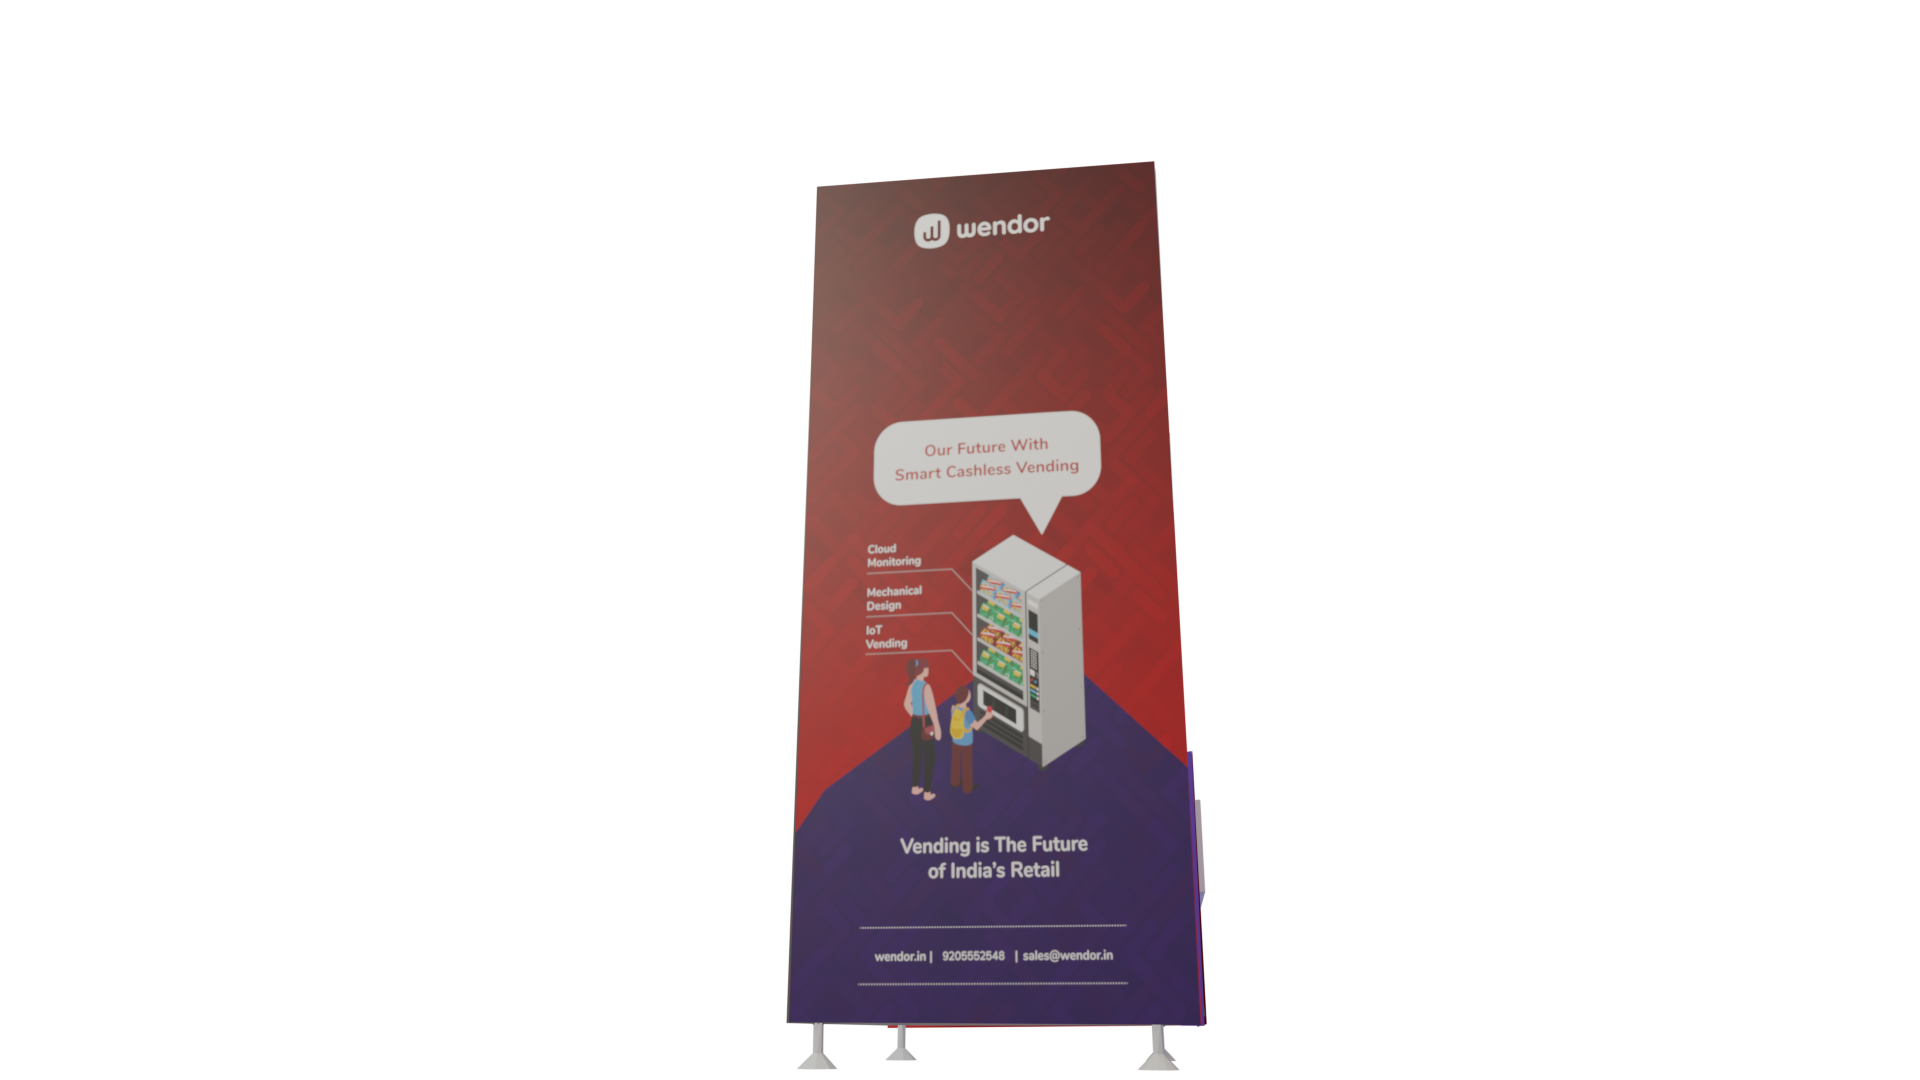 wendor
Our Future With
Smart Cashless Vending
Cloud
Monitoring
Mechanical
Design
IoT
Vending
Vending is The Future
of India's Retail
wendor.in | 9205552548 | sales@wendor.in